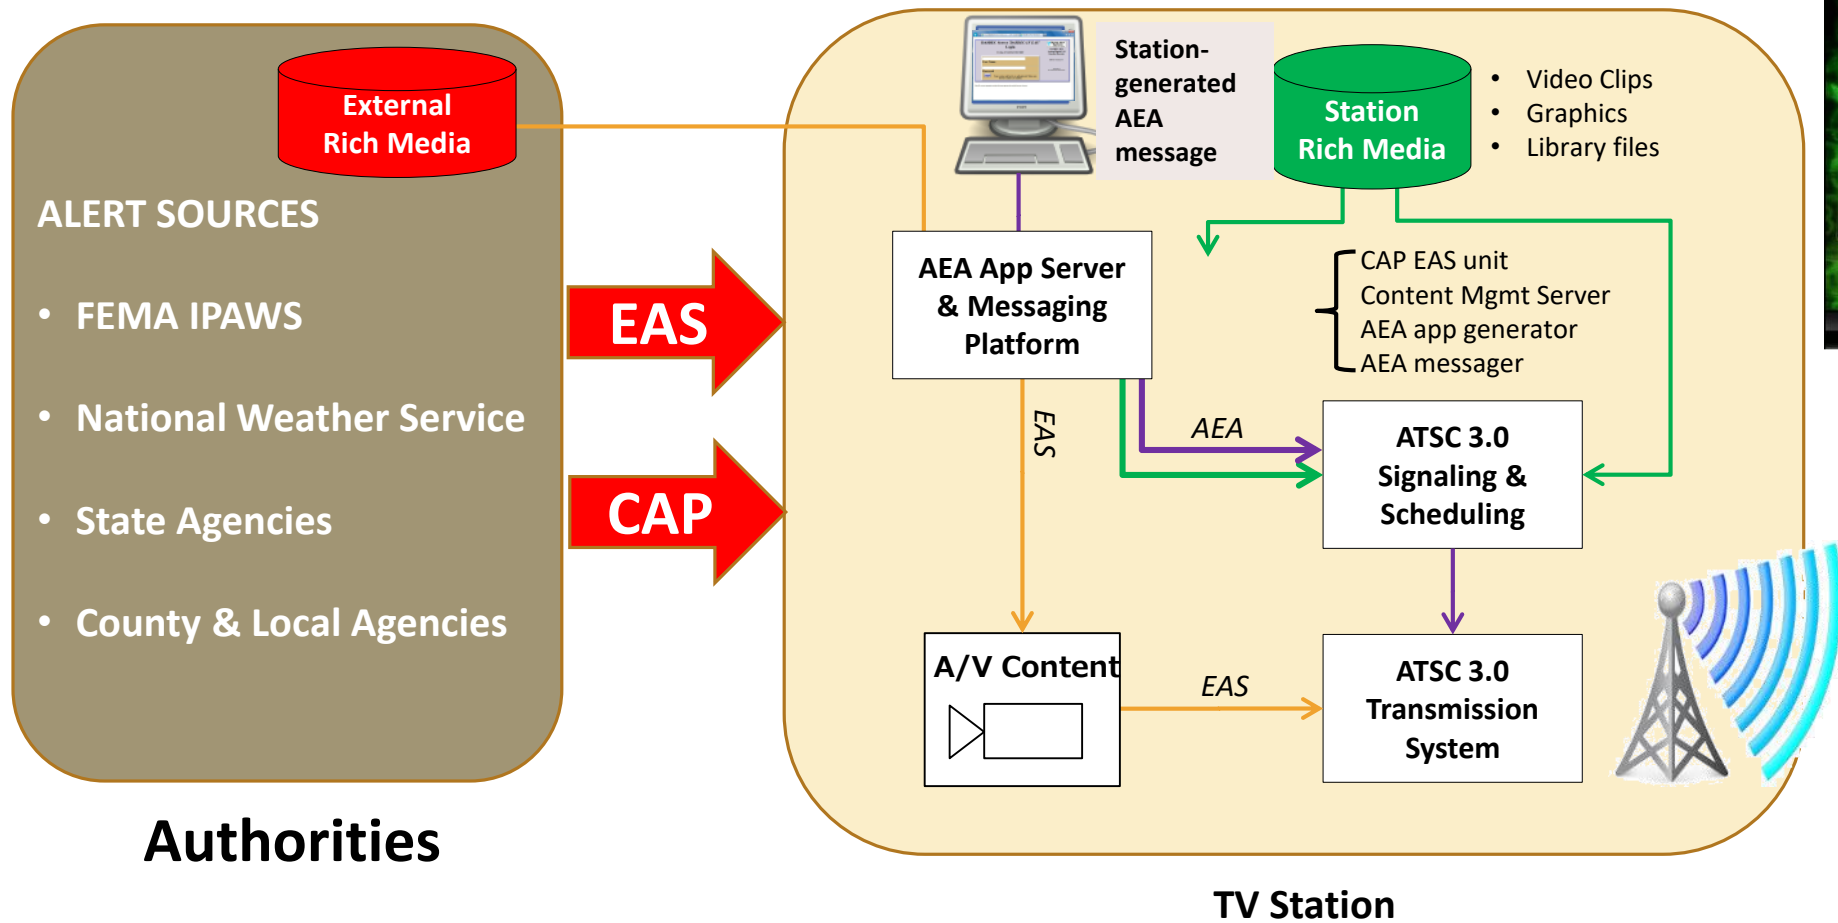 External
Rich Media
ALERT SOURCES
• FEMA IPAWS
• National Weather Service
• State Agencies
• County & Local Agencies
Authorities
EAS
CAP
Station-
generated
AEA
message
Station
Rich Media
• Video Clips
• Graphics
• Library files
AEA App Server
& Messaging
Platform
CAP EAS unit
Content Mgmt Server
AEA app generator
AEA messager
EAS
AEA
ATSC 3.0
Signaling &
Scheduling
A/V Content
EAS
ATSC 3.0
Transmission
System
TV Station